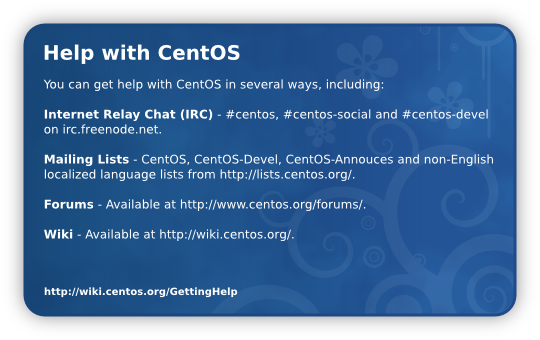 Help with CentOS
You can get help with CentOS in several ways, including:
Internet Relay Chat (IRC) - #centos, #centos-social and #centos-devel
on irc.freenode.net.
Mailing Lists - CentOS, CentOS-Devel, CentOS-Annouces and non-English
localized language lists from http://lists.centos.org/.
Forums - Available at http://www.centos.org/forums/.
Wiki - Available at http://wiki.centos.org/.
http://wiki.centos.org/GettingHelp